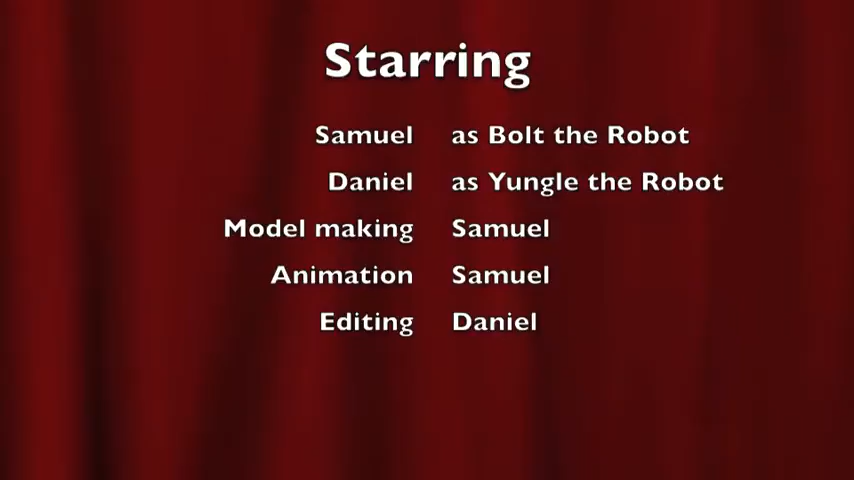 Starring
Samuel as Bolt the Robot
Daniel as Yungle the Robot
Model making Samuel
Animation Samuel
Editing Daniel